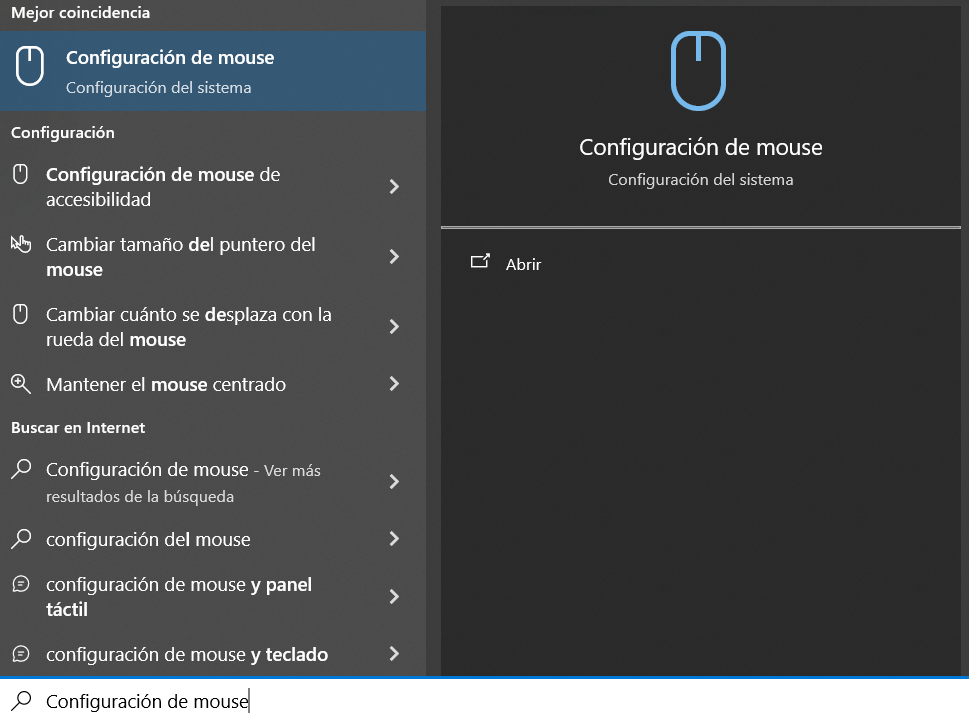 Mejor coincidencia
Configuración de mouse
Configuración del sistema
Configuración
Configuración de mouse de
accesibilidad
Cambiar tamaño del puntero del
mouse
Cambiar cuánto se desplaza con la
rueda del mouse
Mantener el mouse centrado
Buscar en Internet
Configuración de mouse - Ver más
resultados de la búsqueda
configuración del mouse
configuración de mouse y panel
táctil
configuración de mouse y teclado
Configuración de mouse
Configuración de mouse
Configuración del sistema
Abrir